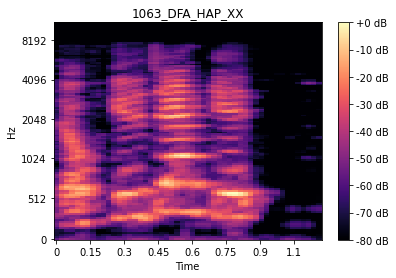 1063_DFA_HAP_XX
+0 dB
8192
-10 dB
4096
-20 dB
-30 dB
Hz
2048
-40 dB
1024
-50 dB
512
-60 dB
-70 dB
0
-80 dB
0 0.15 0.3 0.45 0.6 0.75 0.9 1.1
Time